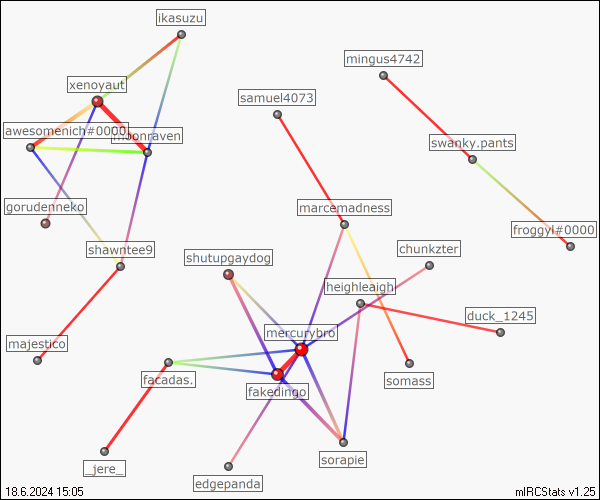 ikasuzu
mingus4742
xenoyaut
samuel4073
awesomenich#0000
moonraven
swanky.pants
gorudenneko
marcemadness
froggyl#0000
shawntee9
shutupgaydog
chunkzter
heighleaigh
duck_1245
mercurybro
majestico
facadas.
fakedingo
somass
_jere_
sorapie
edgepanda
18.6.2024 15:05
mIRCStats v1.25